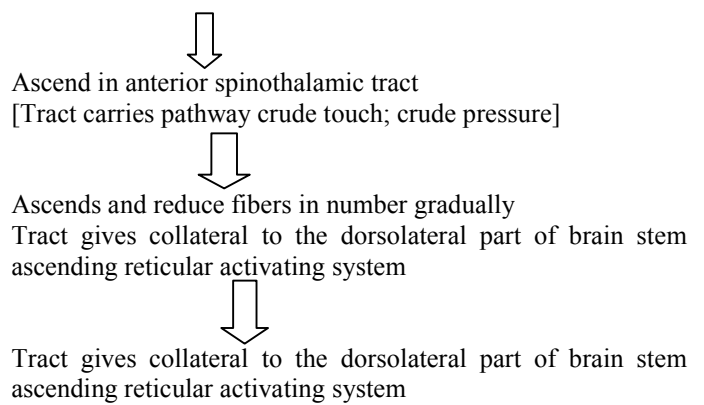 Ascend in anterior spinothalamic tract
[Tract carries pathway crude touch; crude pressure]
Ascends and reduce fibers in number gradually
Tract gives collateral to the dorsolateral part of brain stem
ascending reticular activating system
Tract gives collateral to the dorsolateral part of brain stem
ascending reticular activating system